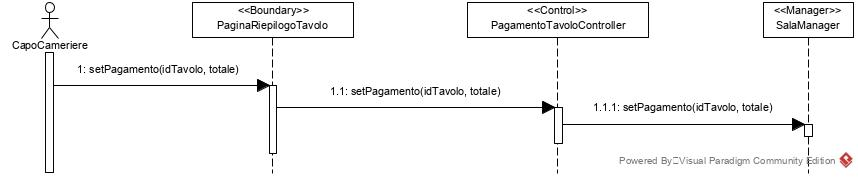 <<Boundary>>
PaginaRiepilogoTavolo
<<Control>>
PagamentoTavoloController
<<Manager>>
SalaManager
CapoCameriere
1: setPagamento(idTavolo, totale)
1.1: setPagamento(idTavolo, totale)
1.1.1: setPagamento(idTavolo, totale)
Powered By Visual Paradigm Community Edition